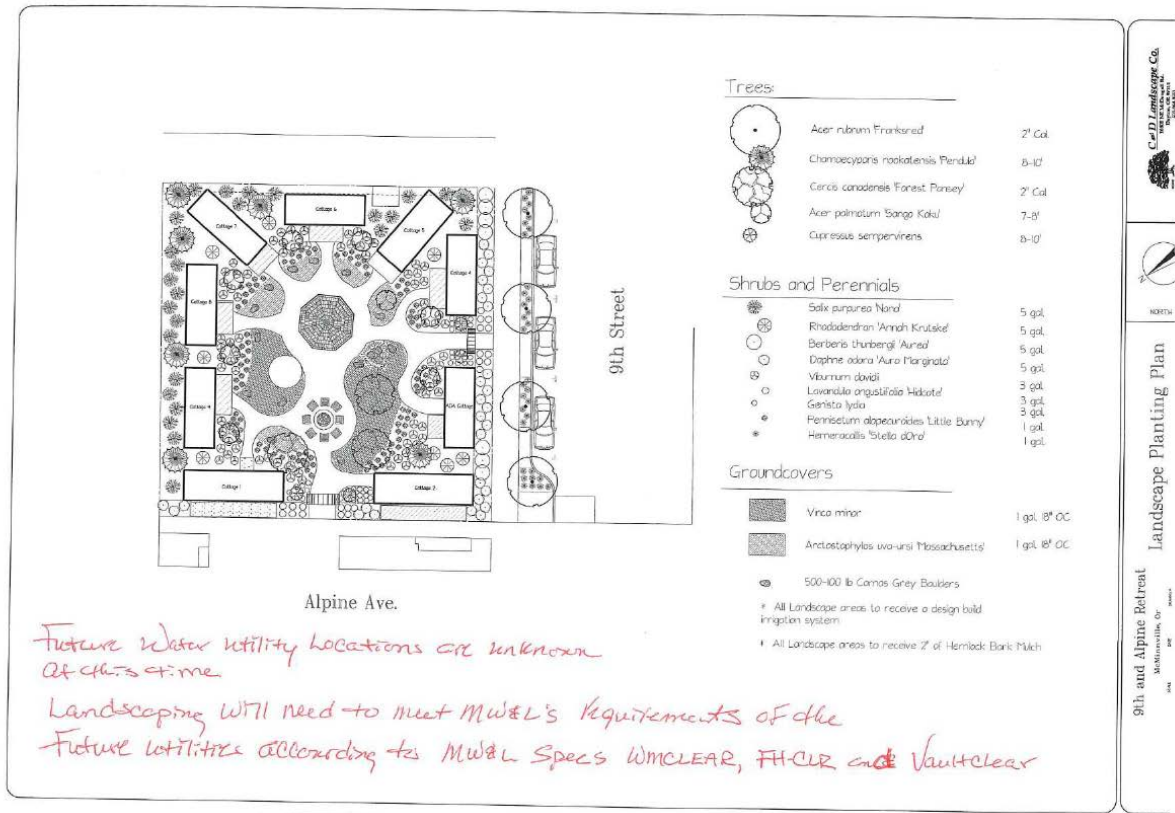 Trees:
Acer rubrum 'Franksred' 2" Cal.
Chamaecyparis nootkatensis 'Pendula' 8-10'
Cercis canadensis 'Forest Pansey' 2" Cal
Acer palmatum 'Sango Kaku' 7-8'
Cupressus sempervirens 8-10'
Shrubs and Perennials
Salix purpurea 'Nana' 5 gal.
Rhododendron 'Annah Kruiske' 5 gal.
Berberis thunbergii 'Aurea' 5 gal.
Daphne odora 'Aura Marginata' 5 gal.
Viburnum davidii 3 gal.
Lavandula angustifolia 'Hidcote' 3 gal.
Genista lydia 3 gal.
Pennisetum alopecuroides 'Little Bunny' 1 gal.
Hemerocallis 'Stella dOro' 1 gal.
Groundcovers
Vinca minor 1 gal. 18" OC
Arctostaphylos uva-ursi 'Massachusetts' 1 gal. 18" OC
500-100 lb Camas Grey Boulders
* All Landscape areas to receive a design build
irrigation system
* All Landscape areas to receive 2" of Hemlock Bark Mulch
Cottage 7
Cottage 6
Cottage 5
Cottage 4
Cottage 8
Cottage 9
ADA Cottage
Cottage 1
Cottage 2
9th Street
Alpine Ave.
Future Water utility Locations are unknown
at this time
Landscaping will need to meet MW&L's requirements of the
Future utilities according to MW&L Specs WMCLEAR, FH-CLR and Vaultclear
C and D Landscape Co.
N
NORTH
Landscape Planting Plan
9th and Alpine Retreat
McMinnville, Or